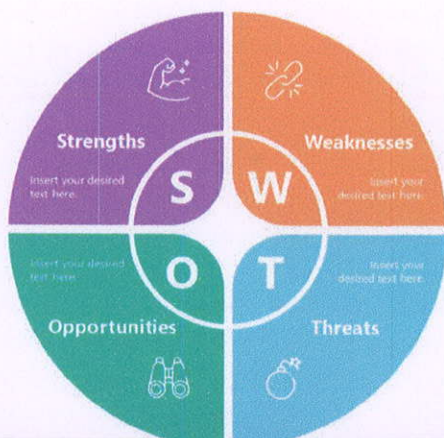 Strengths
Insert your desired
text here.
S
Weaknesses
Insert your desired
text here.
W
Insert your desired
text here.
O
Opportunities
Insert your desired
text here.
T
Threats